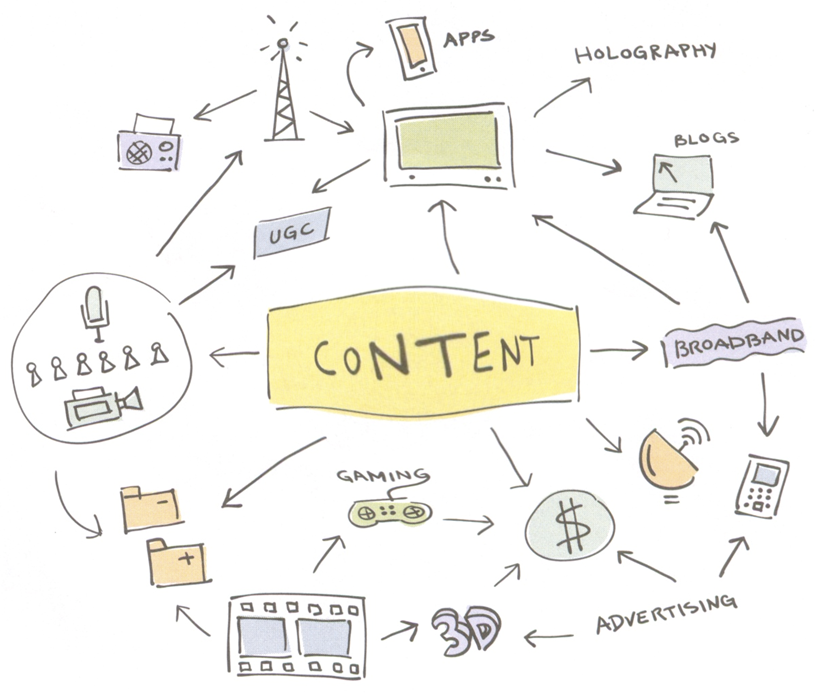 APPS
HOLOGRAPHY
BLOGS
UGC
CONTENT
BROADBAND
GAMING
$
3D
ADVERTISING